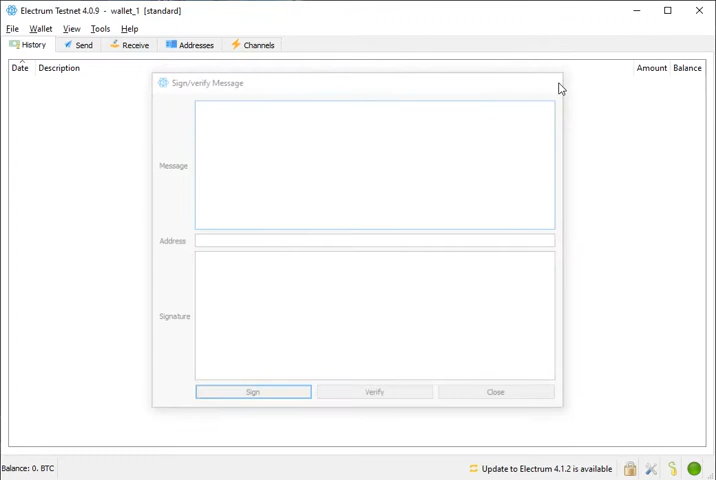 Electrum Testnet 4.0.9 - wallet_1 [standard]
File Wallet View Tools Help
History Send Receive Addresses Channels
Date Description Amount Balance
Sign/verify Message
Message
Address
Signature
Sign Verify Close
Balance: 0. BTC Update to Electrum 4.1.2 is available